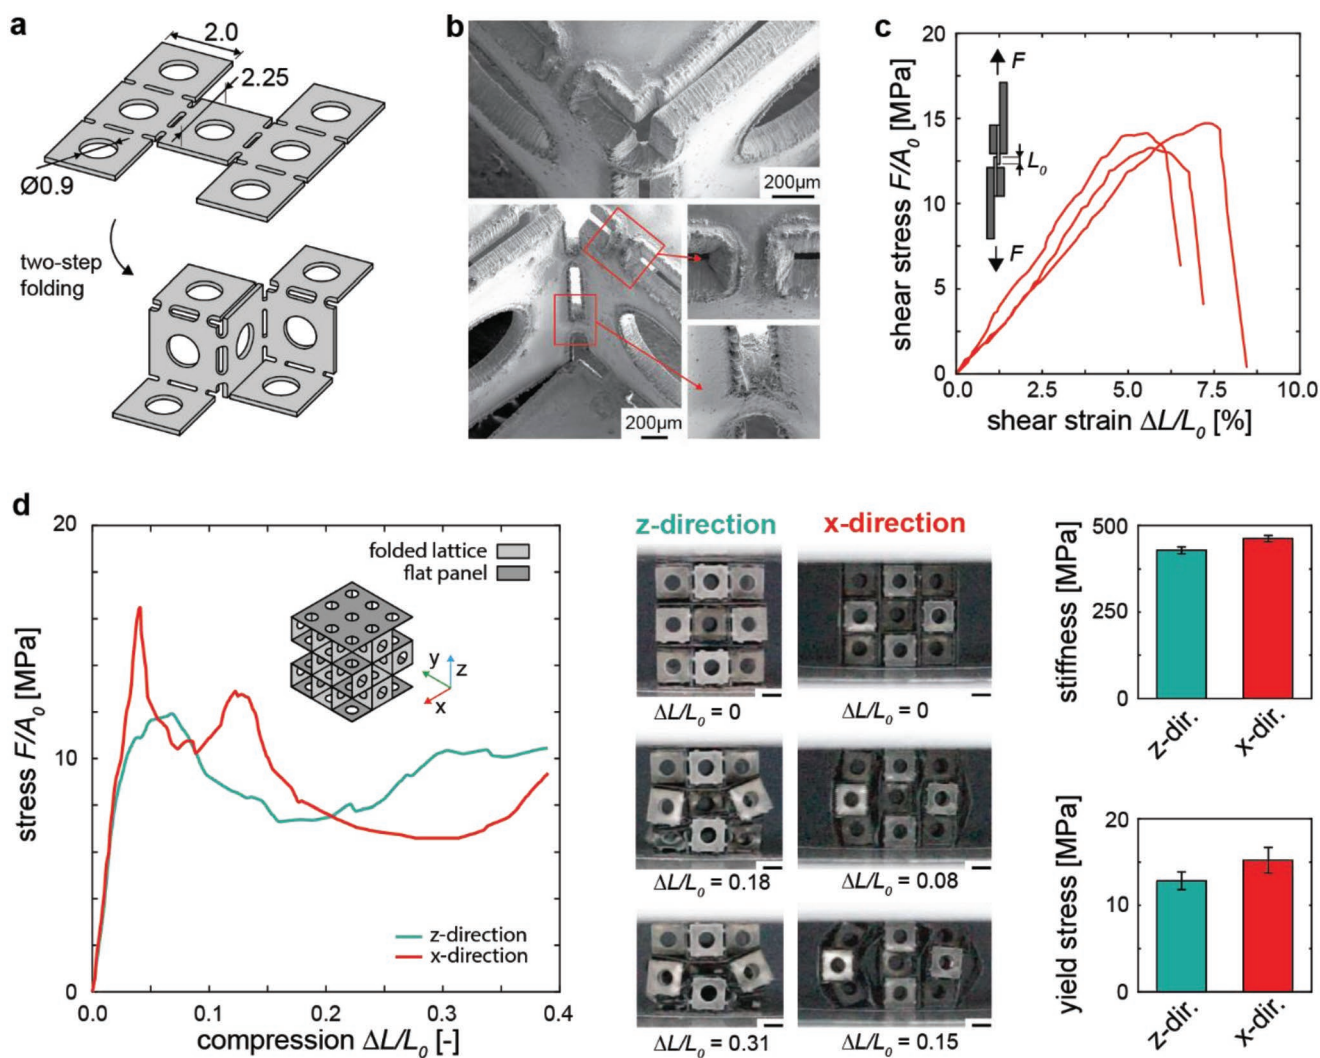 a
2.0
2.25
Ø0.9
two-step
folding
b
200µm
200µm
c
shear stress F/A0 [MPa]
20
15
10
5
0
F
L0
F
0.0
2.5
5.0
7.5
10.0
shear strain ΔL/L0 [%]
d
stress F/A0 [MPa]
20
10
0
folded lattice
flat panel
y
z
x
z-direction
x-direction
0.0
0.1
0.2
0.3
0.4
compression ΔL/L0 [-]
z-direction
x-direction
ΔL/L0 = 0
ΔL/L0 = 0
ΔL/L0 = 0.18
ΔL/L0 = 0.08
ΔL/L0 = 0.31
ΔL/L0 = 0.15
stiffness [MPa]
500
250
0
z-dir.
x-dir.
yield stress [MPa]
20
10
0
z-dir.
x-dir.